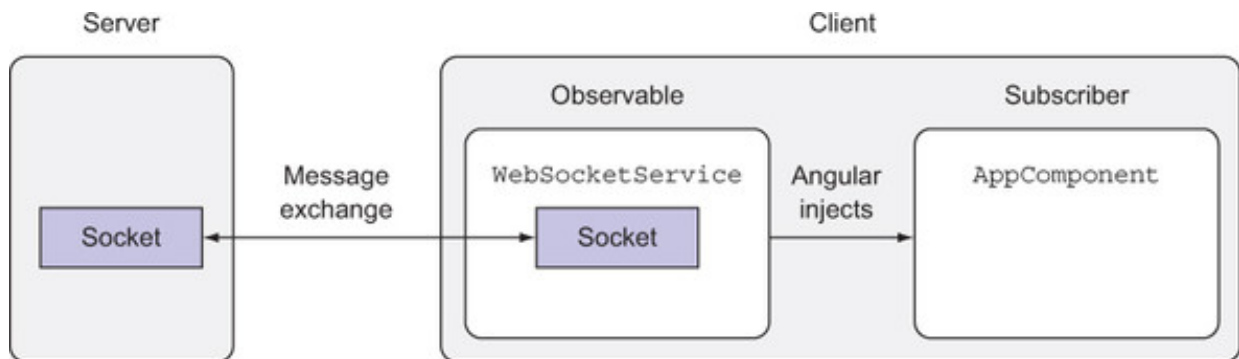 Server
Client
Observable
Subscriber
Message
exchange
WebSocketService
Angular
injects
AppComponent
Socket
Socket